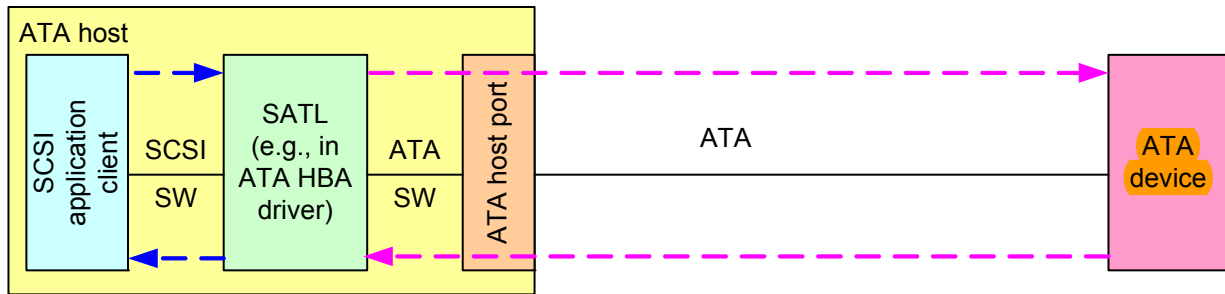 ATA host
SCSI
application
client
SCSI
SW
SATL
(e.g., in
ATA HBA
driver)
ATA
SW
ATA host port
ATA
ATA
device